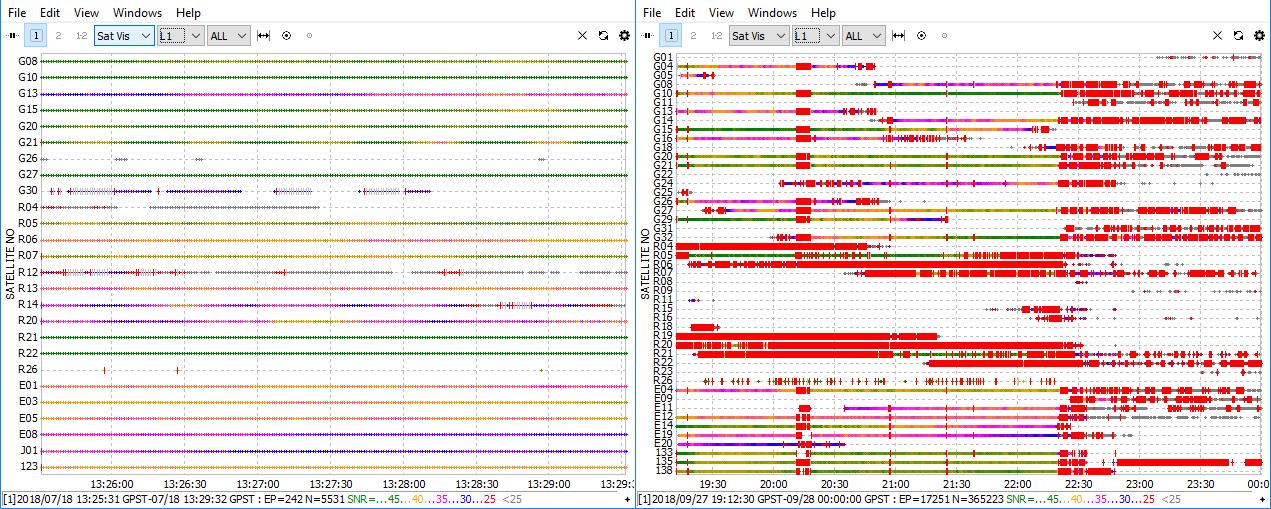 File Edit View Windows Help
1 2 1-2 Sat Vis L1 ALL
SATELLITE NO
G08
G10
G13
G15
G20
G21
G26
G27
G30
R04
R05
R06
R07
R12
R13
R14
R20
R21
R22
R26
E01
E03
E05
E08
J01
123
13:26:00 13:26:30 13:27:00 13:27:30 13:28:00 13:28:30 13:29:00 13:29:
[1]2018/07/18 13:25:31 GPST-07/18 13:29:32 GPST : EP=242 N=5531 SNR=...45...40...35...30...25 <25
File Edit View Windows Help
1 2 1-2 Sat Vis L1 ALL
SATELLITE NO
G01
G04
G05
G08
G10
G11
G13
G14
G15
G16
G18
G20
G21
G22
G24
G25
G26
G27
G29
G31
G32
R04
R05
R06
R07
R08
R09
R11
R15
R16
R18
R19
R20
R21
R22
R23
R26
E04
E09
E11
E12
E14
E19
E20
133
135
138
19:30 20:00 20:30 21:00 21:30 22:00 22:30 23:00 23:30 00:0
[1]2018/09/27 19:12:30 GPST-09/28 00:00:00 GPST : EP=17251 N=365223 SNR=...45...40...35...30...25 <25